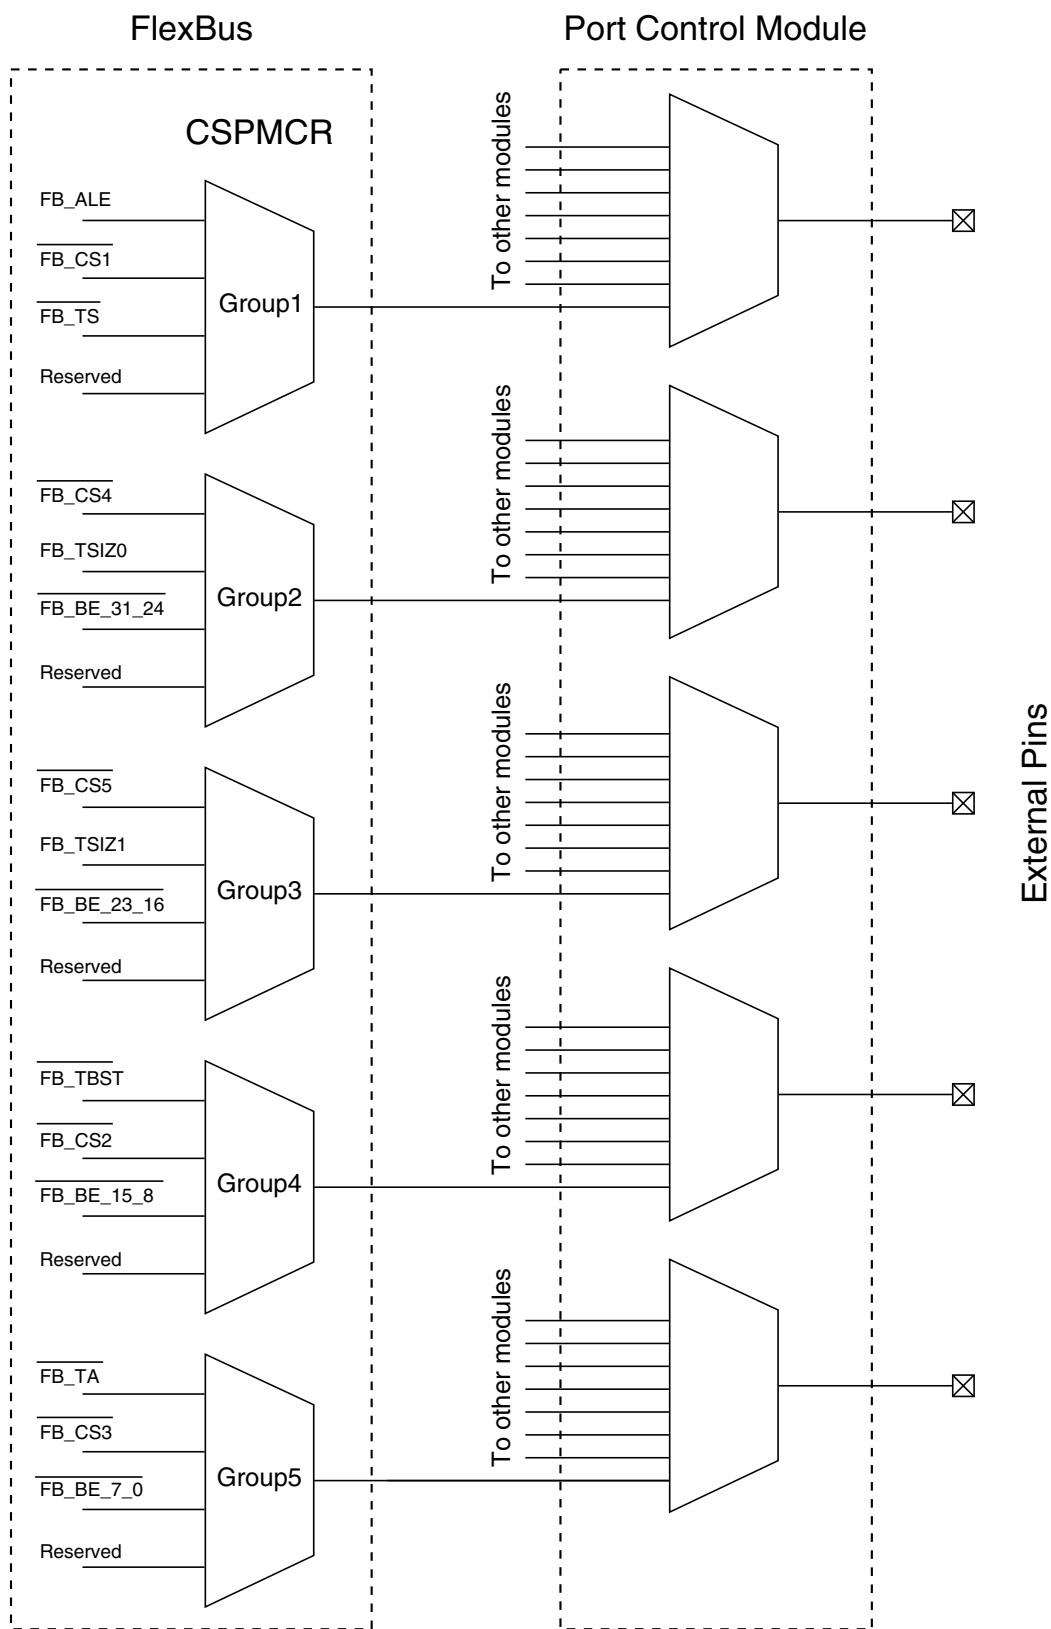 FlexBus
Port Control Module
CSPMCR
FB_ALE
FB_CS1
FB_TS
Reserved
Group1
To other modules
FB_CS4
FB_TSIZ0
FB_BE_31_24
Reserved
Group2
To other modules
FB_CS5
FB_TSIZ1
FB_BE_23_16
Reserved
Group3
To other modules
FB_TBST
FB_CS2
FB_BE_15_8
Reserved
Group4
To other modules
FB_TA
FB_CS3
FB_BE_7_0
Reserved
Group5
To other modules
External Pins